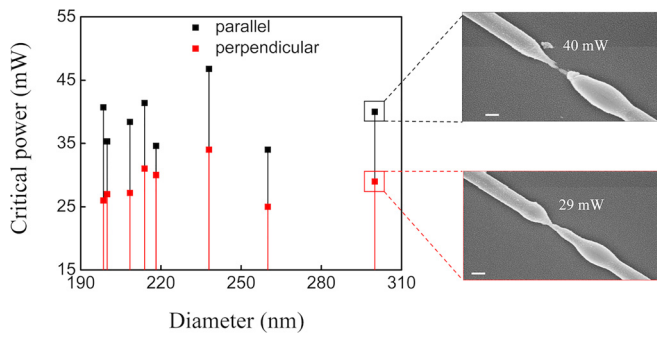 55
45
35
25
15
Critical power (mW)
parallel
perpendicular
190
220
250
280
310
Diameter (nm)
40 mW
29 mW